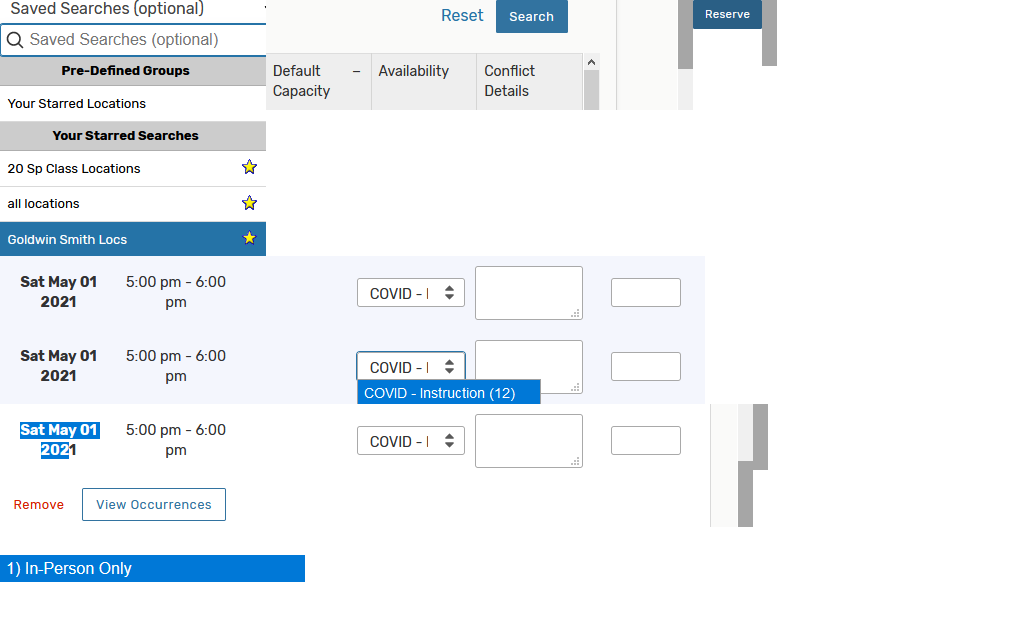 Saved Searches (optional)
Reset
Search
Reserve
Saved Searches (optional)
Pre-Defined Groups
Default – Availability Conflict
Capacity Details
Your Starred Locations
Your Starred Searches
20 Sp Class Locations
all locations
Goldwin Smith Locs
Sat May 01 5:00 pm - 6:00
2021 pm
COVID - I
Sat May 01 5:00 pm - 6:00
2021 pm
COVID - I
COVID - Instruction (12)
Sat May 01 5:00 pm - 6:00
2021 pm
COVID - I
Remove View Occurrences
1) In-Person Only